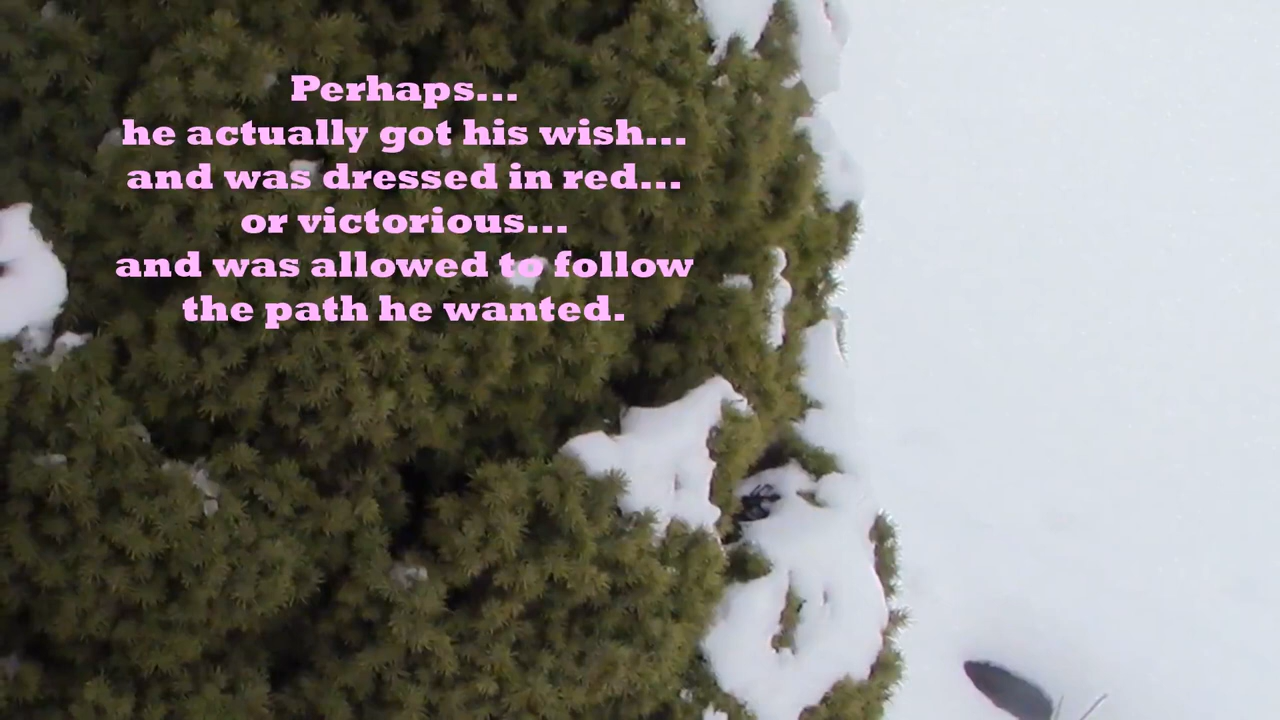 Perhaps...
he actually got his wish...
and was dressed in red...
or victorious...
and was allowed to follow
the path he wanted.